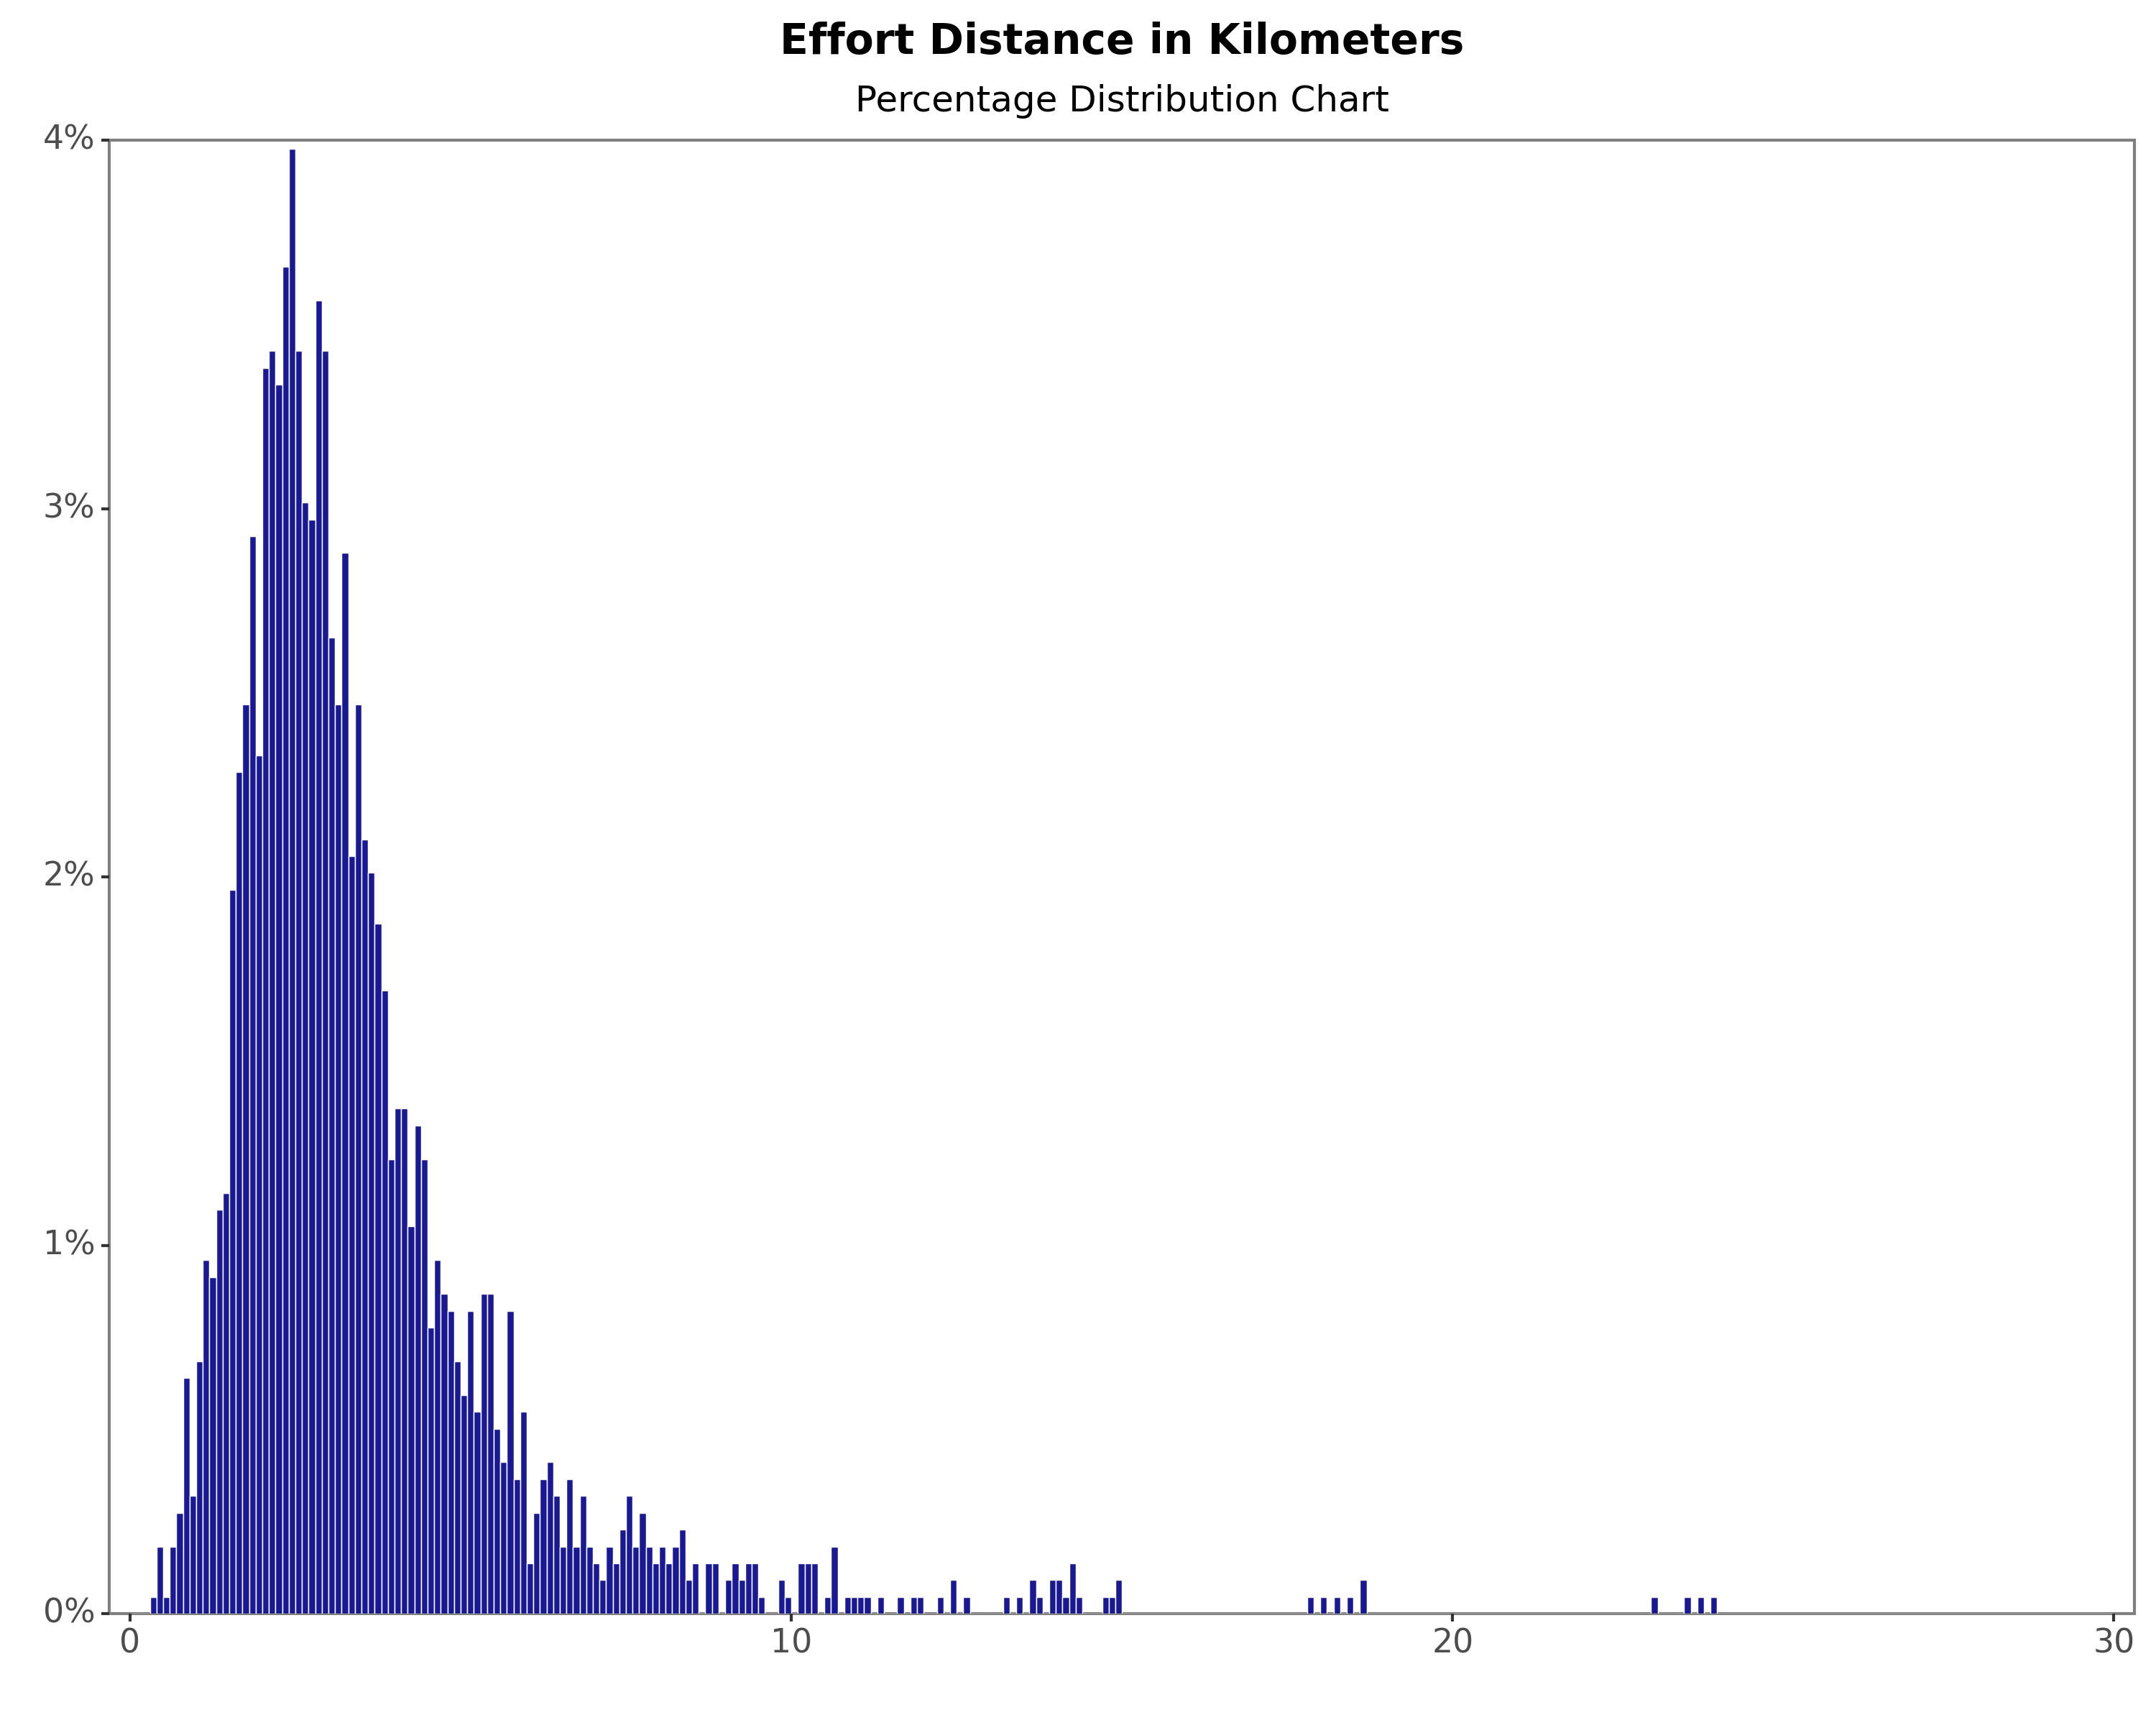 Effort Distance in Kilometers
Percentage Distribution Chart
4%
3%
2%
1%
0%
0 10 20 30